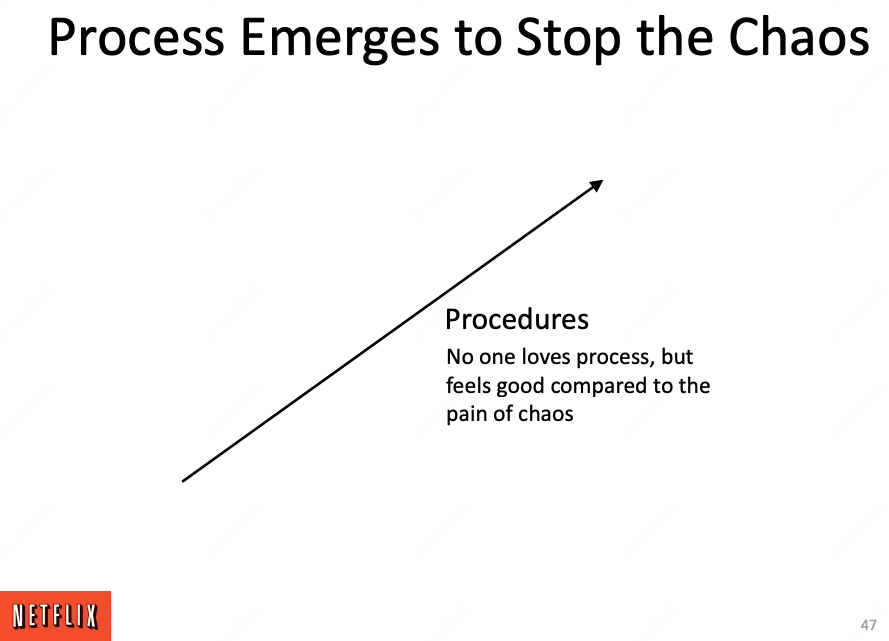 Process Emerges to Stop the Chaos
Procedures
No one loves process, but
feels good compared to the
pain of chaos
NETFLIX
47